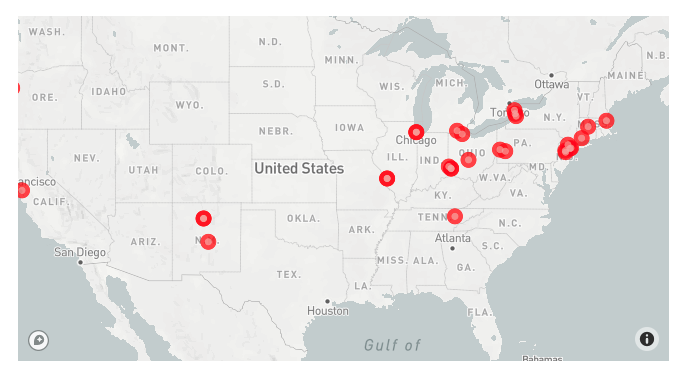 WASH.
MONT.
N.D.
MINN.
N.B.
Ottawa
MAINE
ORE.
IDAHO
S.D.
WIS.
MICH.
VT.
WYO.
Toronto
N.Y.
IOWA
Chicago
NEBR.
NEV.
UTAH
COLO.
United States
ILL.
IND.
OHIO
PA.
MD.
W.VA.
ancisco
CALIF.
KY.
VA.
OKLA.
TENN.
N.C.
ARK.
San Diego
ARIZ.
Atlanta
S.C.
MISS.
ALA.
GA.
TEX.
LA.
Houston
FLA.
Gulf of
Bahamas
i